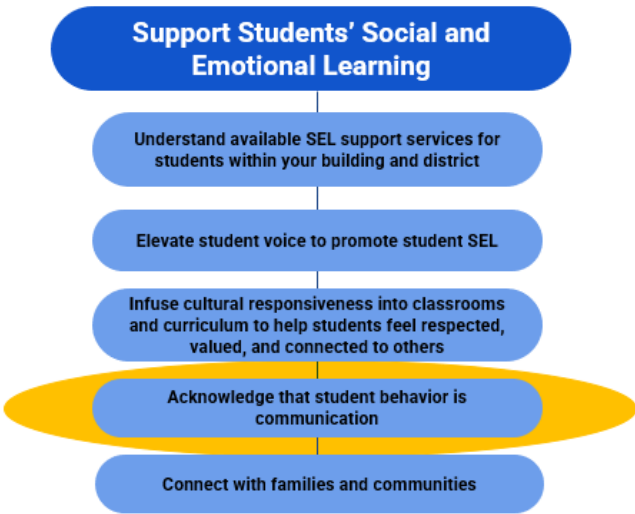 Support Students’ Social and
Emotional Learning
Understand available SEL support services for
students within your building and district
Elevate student voice to promote student SEL
Infuse cultural responsiveness into classrooms
and curriculum to help students feel respected,
valued, and connected to others
Acknowledge that student behavior is
communication
Connect with families and communities